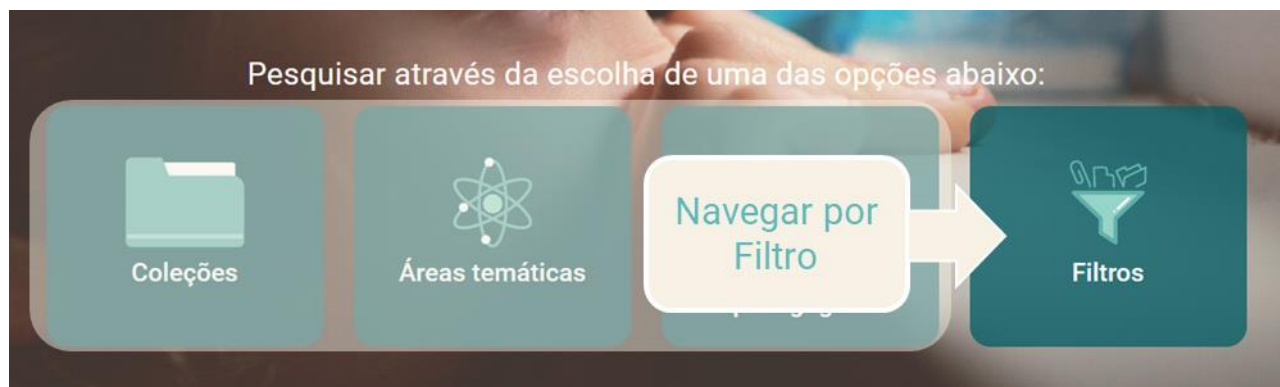 Pesquisar através da escolha de uma das opções abaixo:
Coleções
Áreas temáticas
Navegar por
Filtro
Filtros